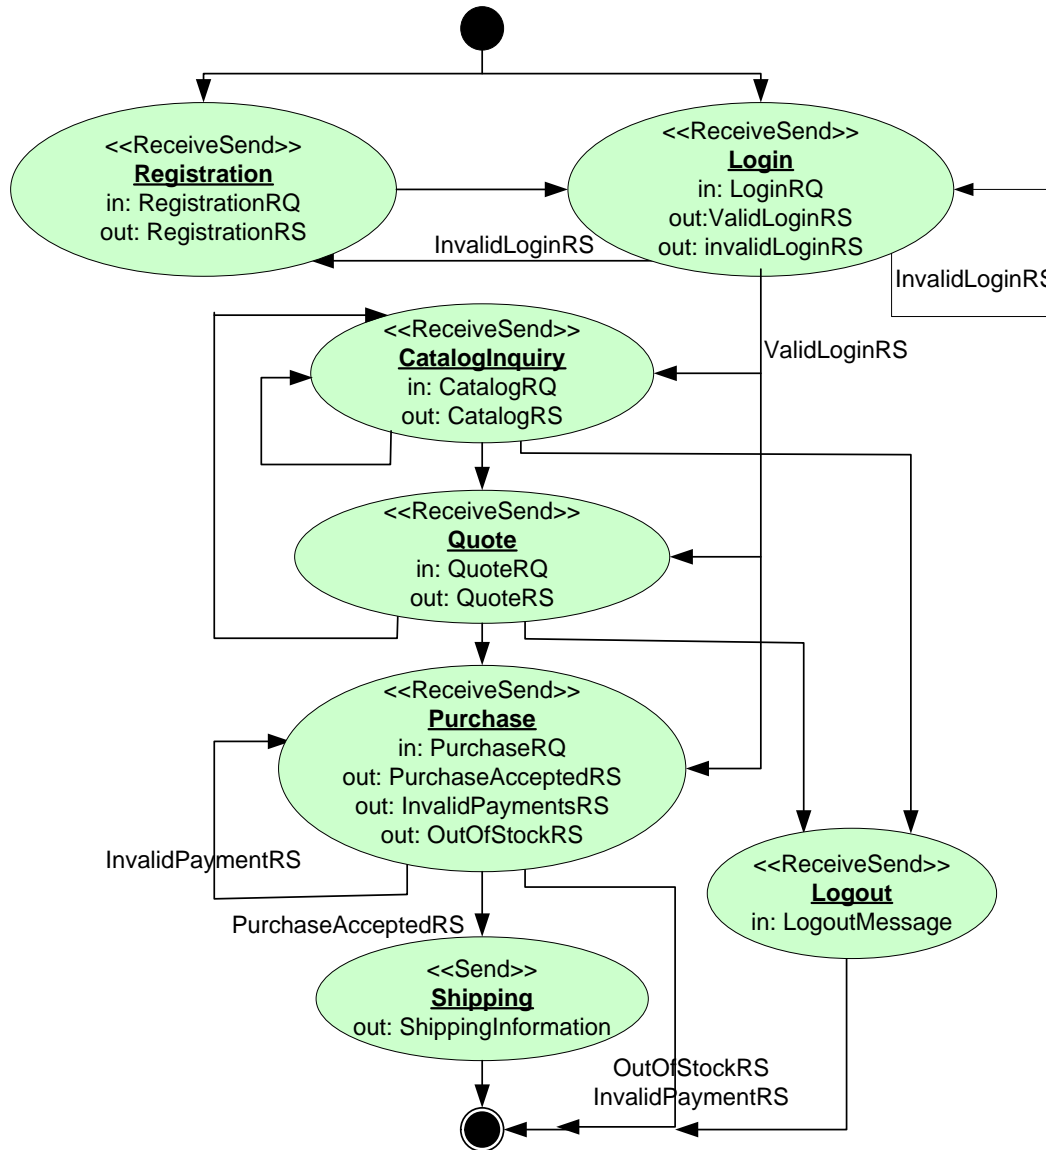 <<ReceiveSend>>
Registration
in: RegistrationRQ
out: RegistrationRS
<<ReceiveSend>>
Login
in: LoginRQ
out:ValidLoginRS
out: invalidLoginRS
InvalidLoginRS
InvalidLoginRS
ValidLoginRS
<<ReceiveSend>>
CatalogInquiry
in: CatalogRQ
out: CatalogRS
<<ReceiveSend>>
Quote
in: QuoteRQ
out: QuoteRS
<<ReceiveSend>>
Purchase
in: PurchaseRQ
out: PurchaseAcceptedRS
out: InvalidPaymentsRS
out: OutOfStockRS
InvalidPaymentRS
PurchaseAcceptedRS
<<ReceiveSend>>
Logout
in: LogoutMessage
<<Send>>
Shipping
out: ShippingInformation
OutOfStockRS
InvalidPaymentRS